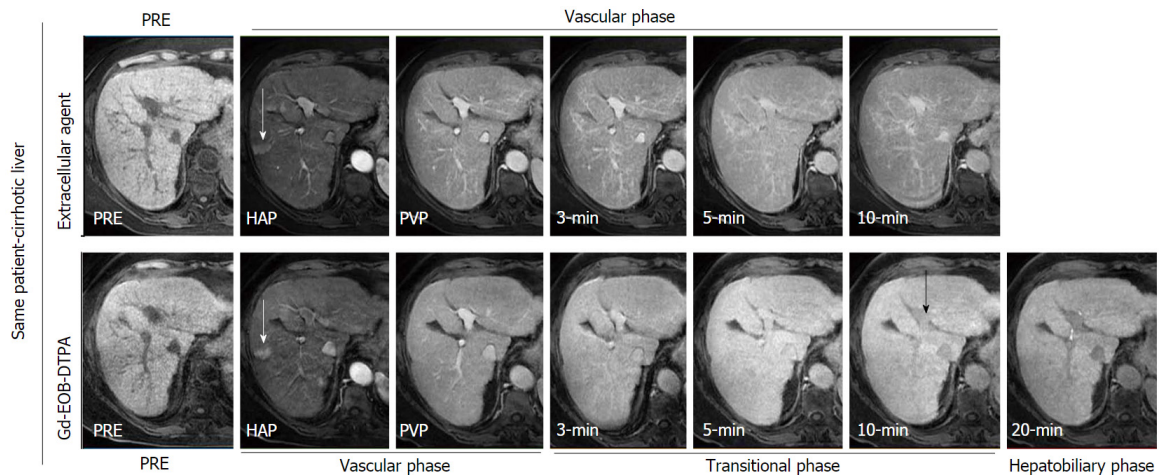 PRE
Vascular phase
Same patient-cirrhotic liver
Extracellular agent
PRE
HAP
PVP
3-min
5-min
10-min
Gd-EOB-DTPA
PRE
HAP
PVP
3-min
5-min
10-min
20-min
PRE
Vascular phase
Transitional phase
Hepatobiliary phase